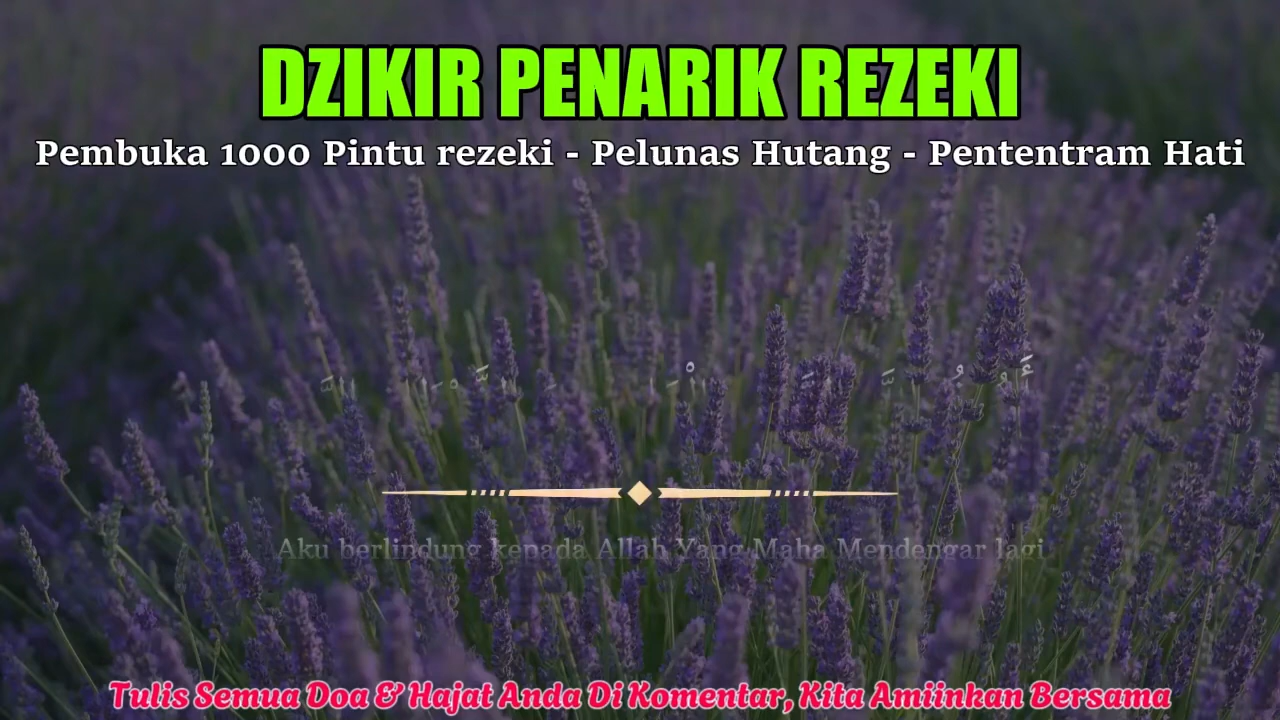 DZIKIR PENARIK REZEKI
Pembuka 1000 Pintu rezeki - Pelunas Hutang - Pententram Hati
Aku berlindung kepada Allah Yang Maha Mendengar lagi
Tulis Semua Doa & Hajat Anda Di Komentar, Kita Amiinkan Bersama